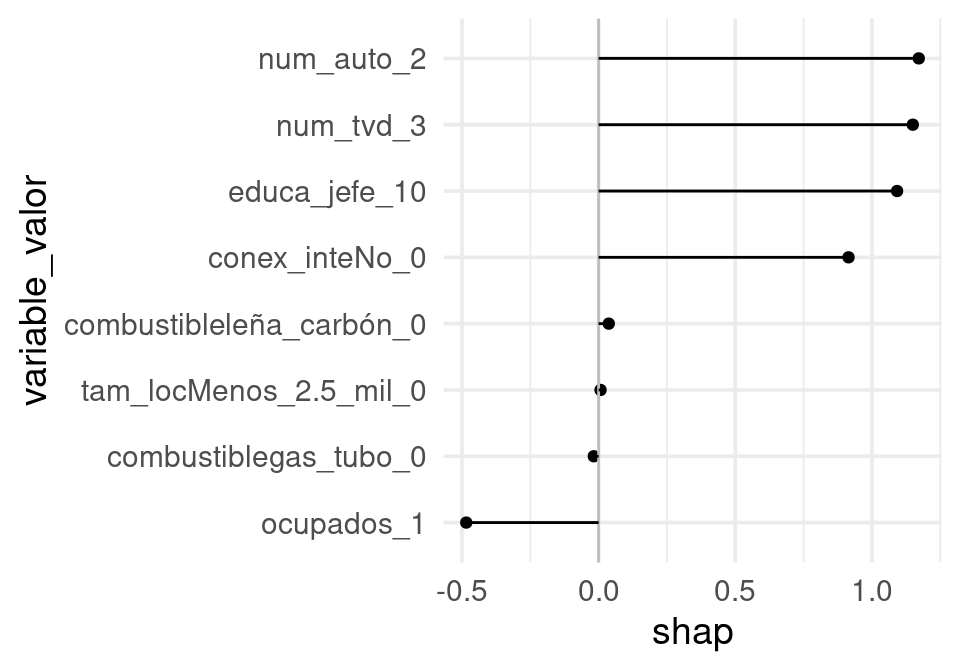 num_auto_2
num_tvd_3
educa_jefe_10
conex_inteNo_0
combustibleleña_carbón_0
tam_locMenos_2.5_mil_0
combustiblegas_tubo_0
ocupados_1
variable_valor
-0.5 0.0 0.5 1.0
shap